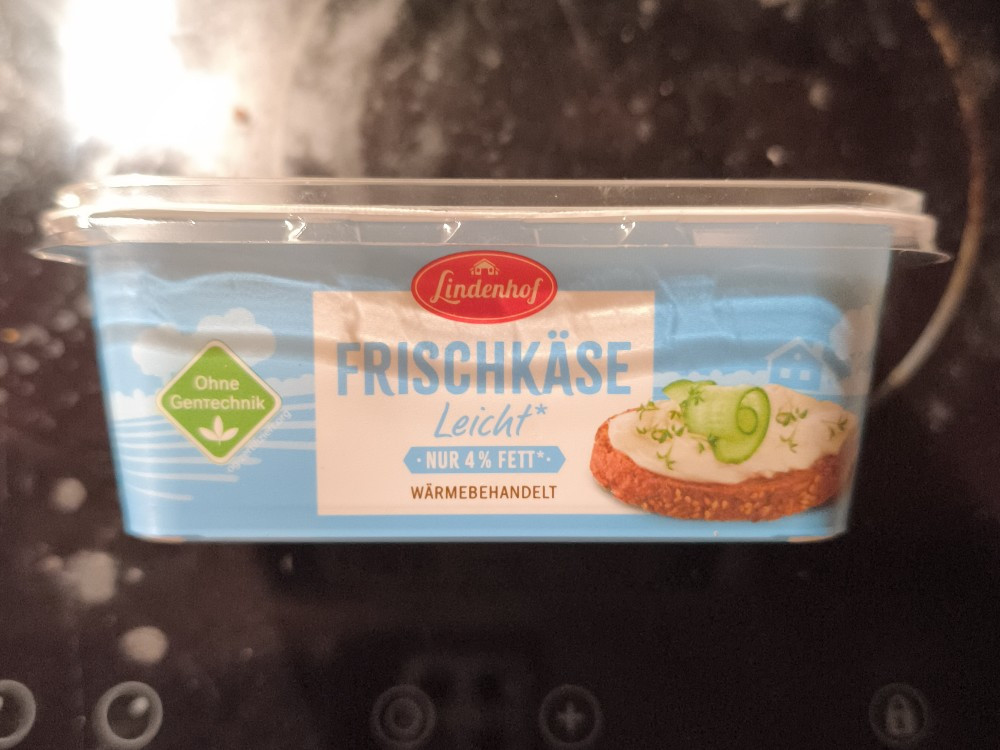 Lindenhof
FRISCHKÄSE
Leicht*
· NUR 4% FETT* ·
WÄRMEBEHANDELT
Ohne
GenTechnik